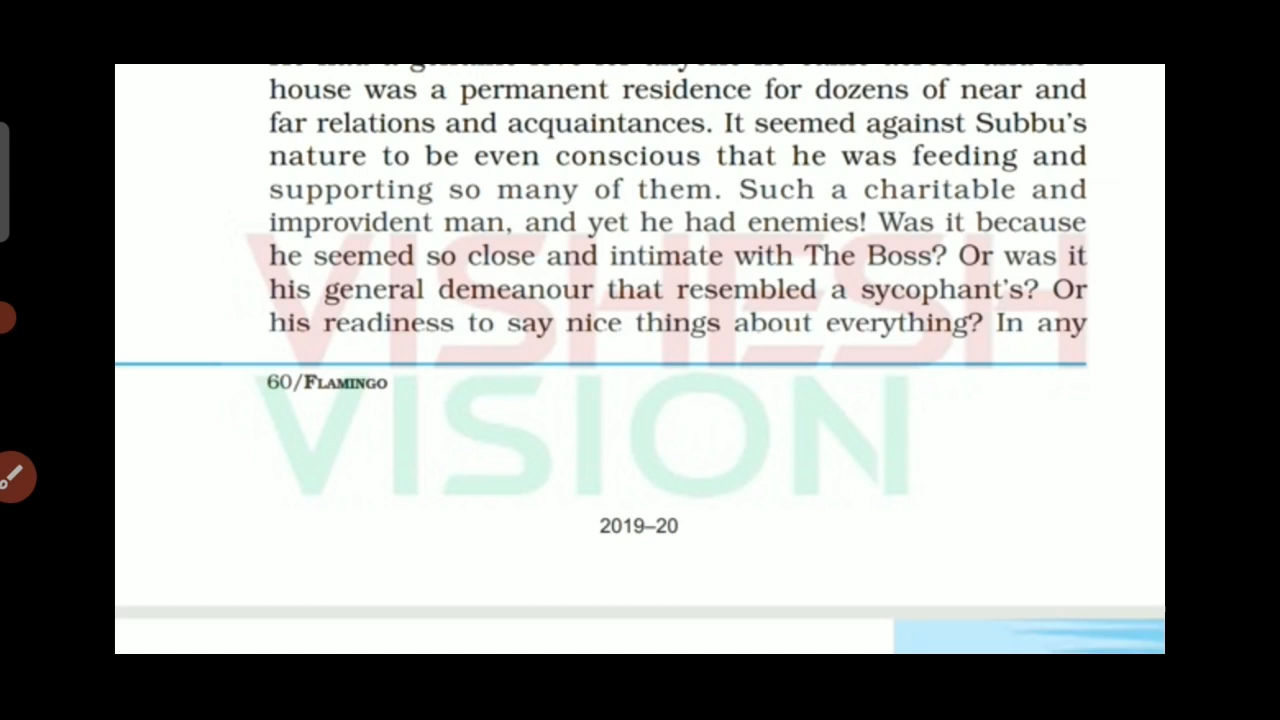 house was a permanent residence for dozens of near and
far relations and acquaintances. It seemed against Subbu's
nature to be even conscious that he was feeding and
supporting so many of them. Such a charitable and
improvident man, and yet he had enemies! Was it because
he seemed so close and intimate with The Boss? Or was it
his general demeanour that resembled a sycophant's? Or
his readiness to say nice things about everything? In any
VISHESH
60/FLAMINGO
VISION
2019–20